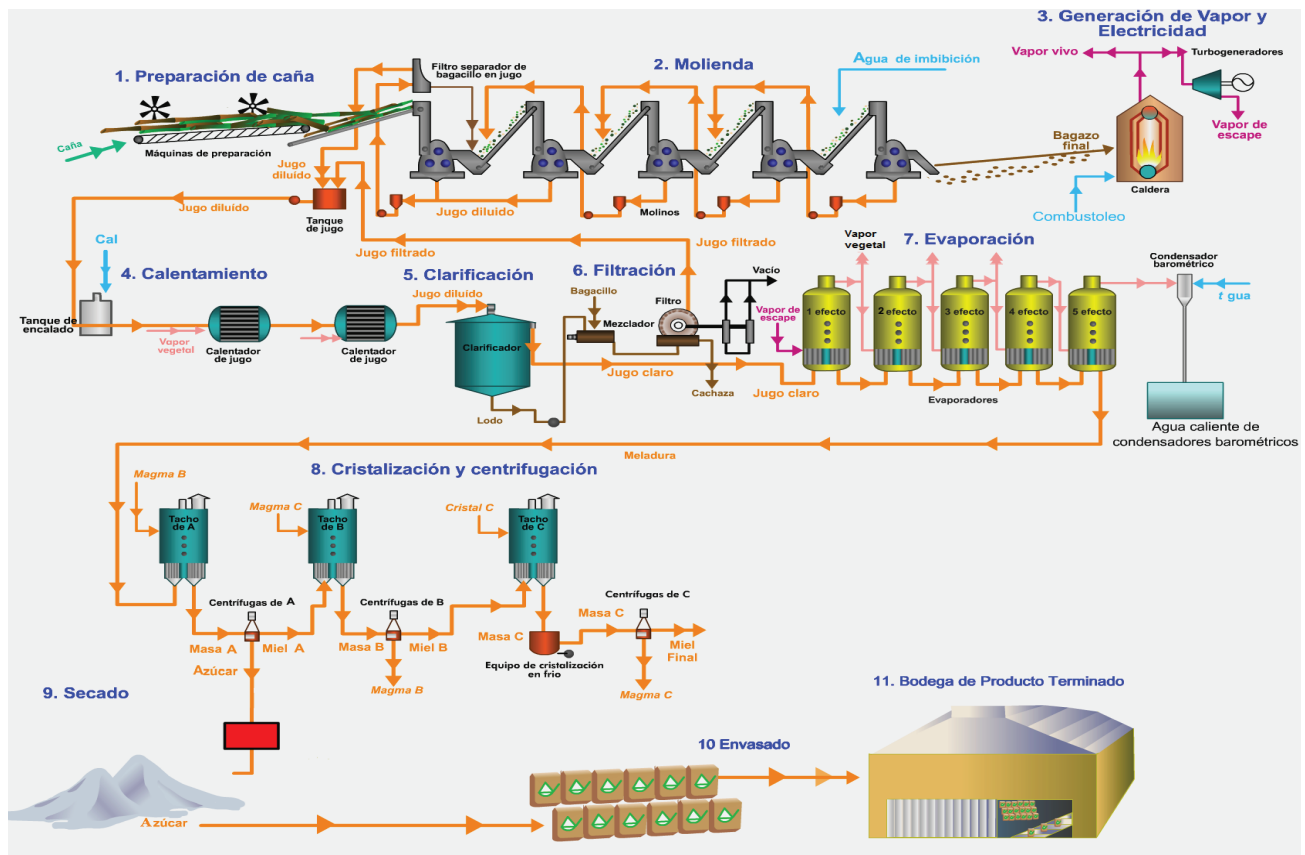 1. Preparación de caña
Caña
Máquinas de preparación
Filtro separador de
bagacillo en jugo
2. Molienda
Agua de imbibición
3. Generación de Vapor y
Electricidad
Vapor vivo
Turbogeneradores
Vapor
de escape
Bagazo
final
Caldera
Combustoleo
Jugo
diluído
Tanque
de jugo
Jugo diluído
Jugo diluido
Molinos
Jugo filtrado
Jugo filtrado
Cal
4. Calentamiento
Tanque
de encalado
Vapor
vegetal
Calentador
de jugo
Calentador
de jugo
5. Clarificación
Jugo diluído
Clarificador
Lodo
Jugo claro
6. Filtración
Bagacillo
Mezclador
Filtro
Vacío
Cachaza
Jugo claro
Vapor de
escape
Vapor
vegetal
7. Evaporación
1 efecto
2 efecto
3 efecto
4 efecto
5 efecto
Evaporadores
Condensador
barométrico
t gua
Agua caliente de
condensadores barométricos
Meladura
8. Cristalización y centrifugación
Magma B
Tacho
de A
Magma C
Tacho
de B
Cristal C
Tacho
de C
Centrífugas de A
Masa A
Miel A
Azúcar
Centrífugas de B
Masa B
Miel B
Magma B
Masa C
Equipo de cristalización
en frio
Masa C
Centrífugas de C
Miel
Final
Magma C
9. Secado
Azúcar
10 Envasado
11. Bodega de Producto Terminado